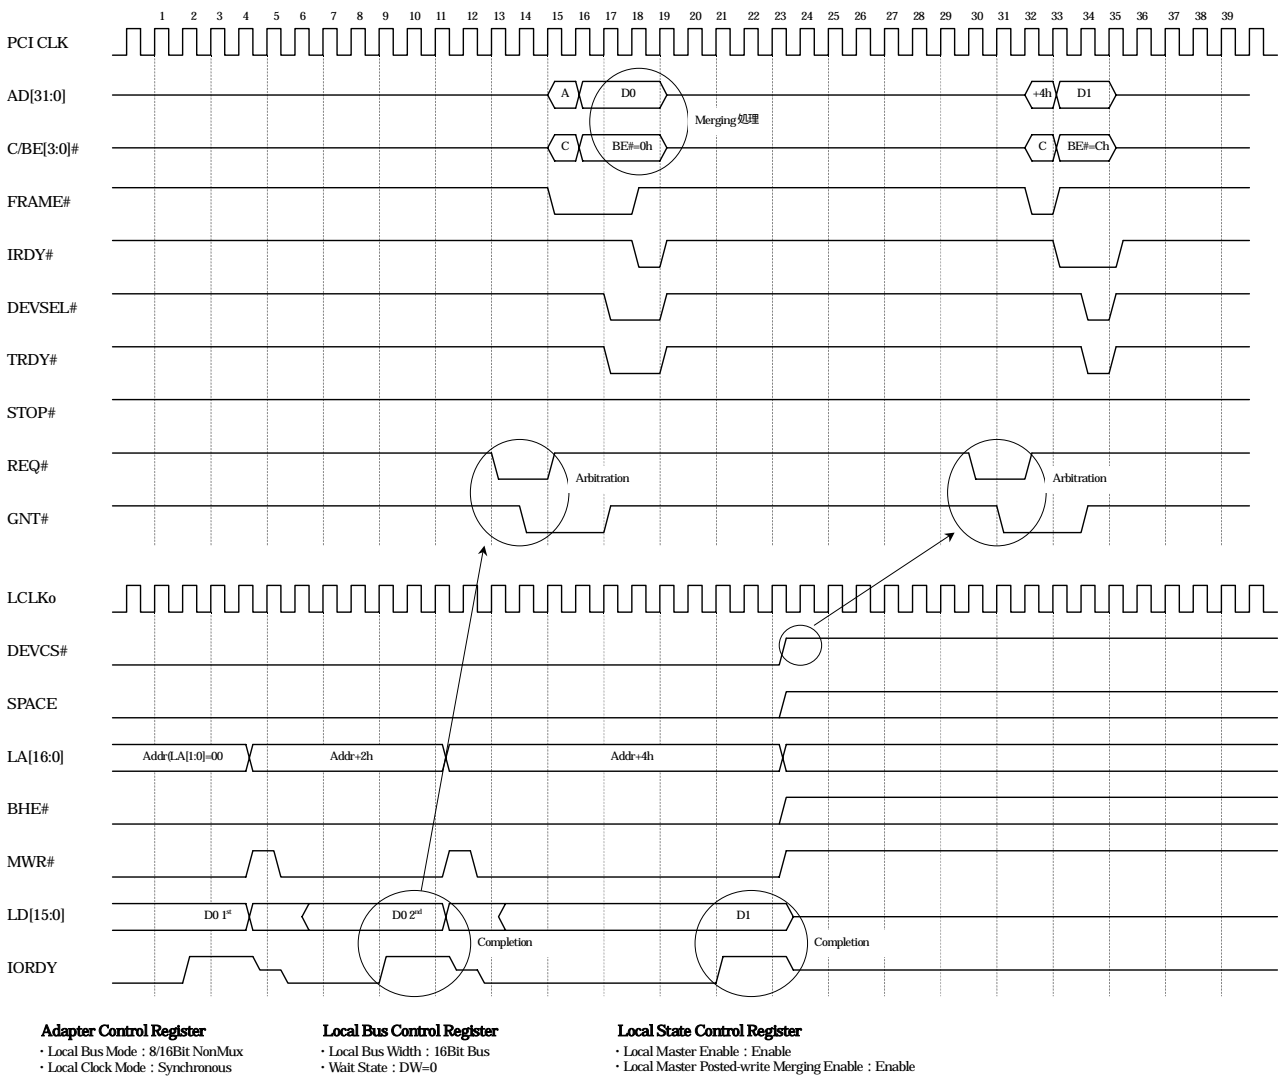 1 2 3 4 5 6 7 8 9 10 11 12 13 14 15 16 17 18 19 20 21 22 23 24 25 26 27 28 29 30 31 32 33 34 35 36 37 38 39
PCI CLK
AD[31:0] A D0 +4h D1
Merging処理
C/BE[3:0]# C BE#=0h C BE#=Ch
FRAME#
IRDY#
DEVSEL#
TRDY#
STOP#
REQ#
Arbitration Arbitration
GNT#
LCLKo
DEVCS#
SPACE
LA[16:0] Addr(LA[1:0]=00 Addr+2h Addr+4h
BHE#
MWR#
LD[15:0] D0 1st D0 2nd D1
Completion Completion
IORDY
Adapter Control Register
・Local Bus Mode：8/16Bit NonMux
・Local Clock Mode：Synchronous
Local Bus Control Register
・Local Bus Width：16Bit Bus
・Wait State：DW=0
Local State Control Register
・Local Master Enable：Enable
・Local Master Posted-write Merging Enable：Enable